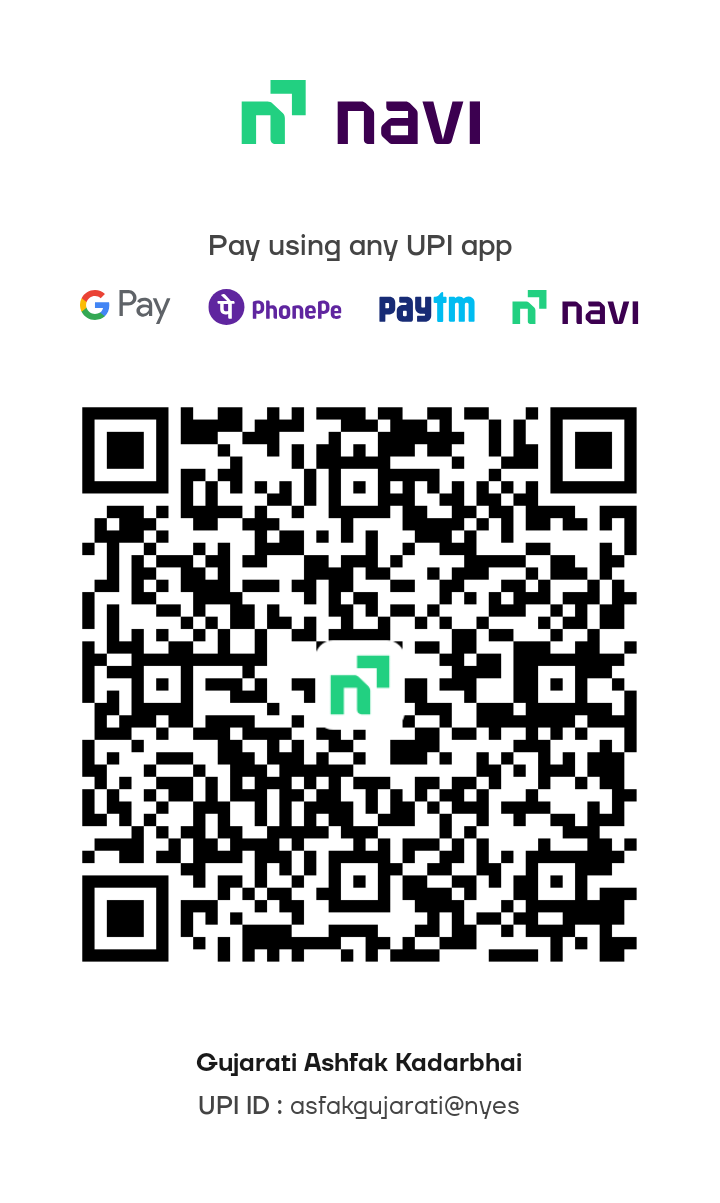 navi
Pay using any UPI app
G Pay पे PhonePe paytm navi
Gujarati Ashfak Kadarbhai
UPI ID : asfakgujarati@nyes